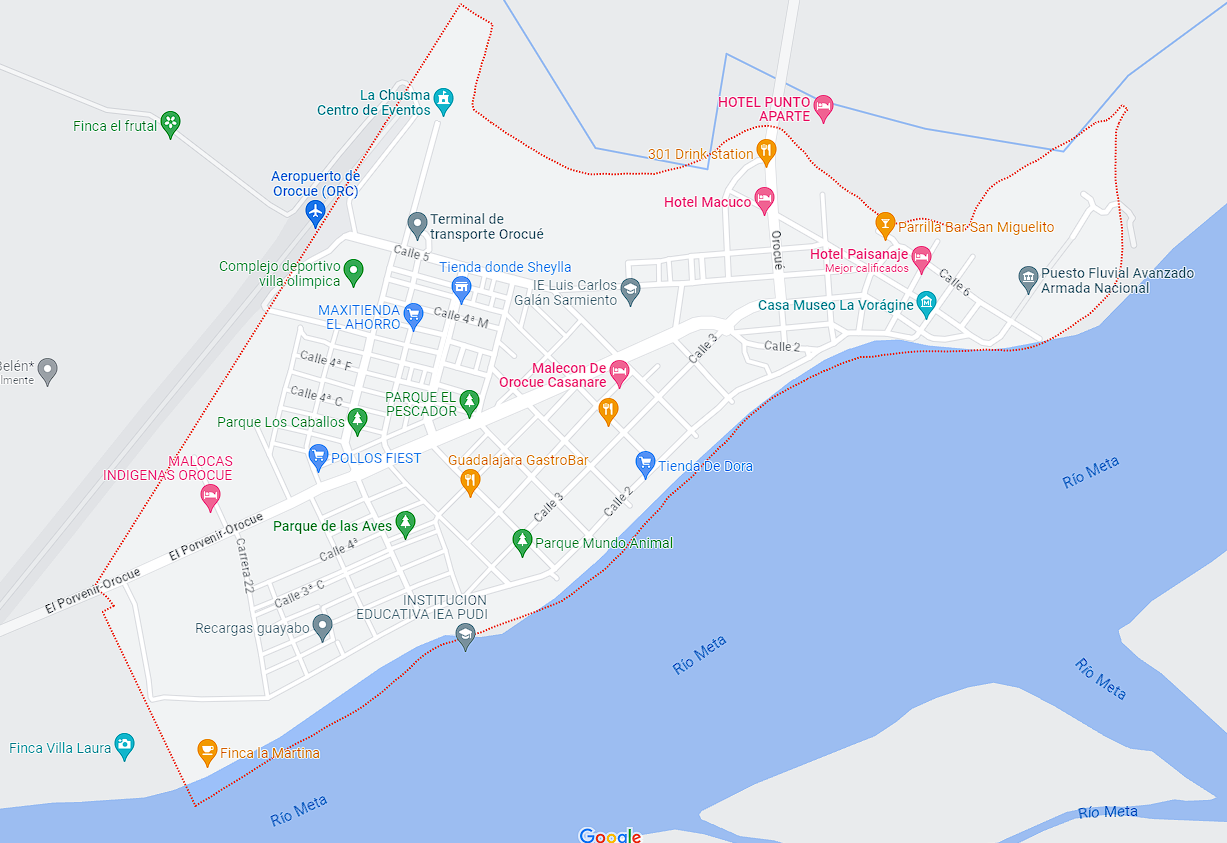 La Chusma
Centro de Eventos
HOTEL PUNTO
APARTE
Finca el frutal
301 Drink station
Aeropuerto de
Orocue (ORC)
Hotel Macuco
Terminal de
transporte Orocué
Parrilla Bar San Miguelito
Orocué
Calle 5
Hotel Paisanaje
Mejor calificados
Complejo deportivo
villa olimpica
Tienda donde Sheylla
IE Luis Carlos
Galán Sarmiento
Calle 6
Puesto Fluvial Avanzado
Armada Nacional
Casa Museo La Vorágine
MAXITIENDA
EL AHORRO
Calle 4ª M
Calle 3
Calle 2
Calle 4ª F
Belén*
lmente
Malecon De
Orocue Casanare
Calle 4ª C
PARQUE EL
PESCADOR
Parque Los Caballos
POLLOS FIEST
Guadalajara GastroBar
Tienda De Dora
MALOCAS
INDIGENAS OROCUE
Río Meta
Calle 3
Calle 2
El Porvenir-Orocue
Parque de las Aves
Calle 4ª
Parque Mundo Animal
Carrera 22
El Porvenir-Orocue
Calle 3ª C
INSTITUCION
EDUCATIVA IEA PUDI
Recargas guayabo
Río Meta
Río Meta
Finca Villa Laura
Finca la Martina
Río Meta
Río Meta
Google